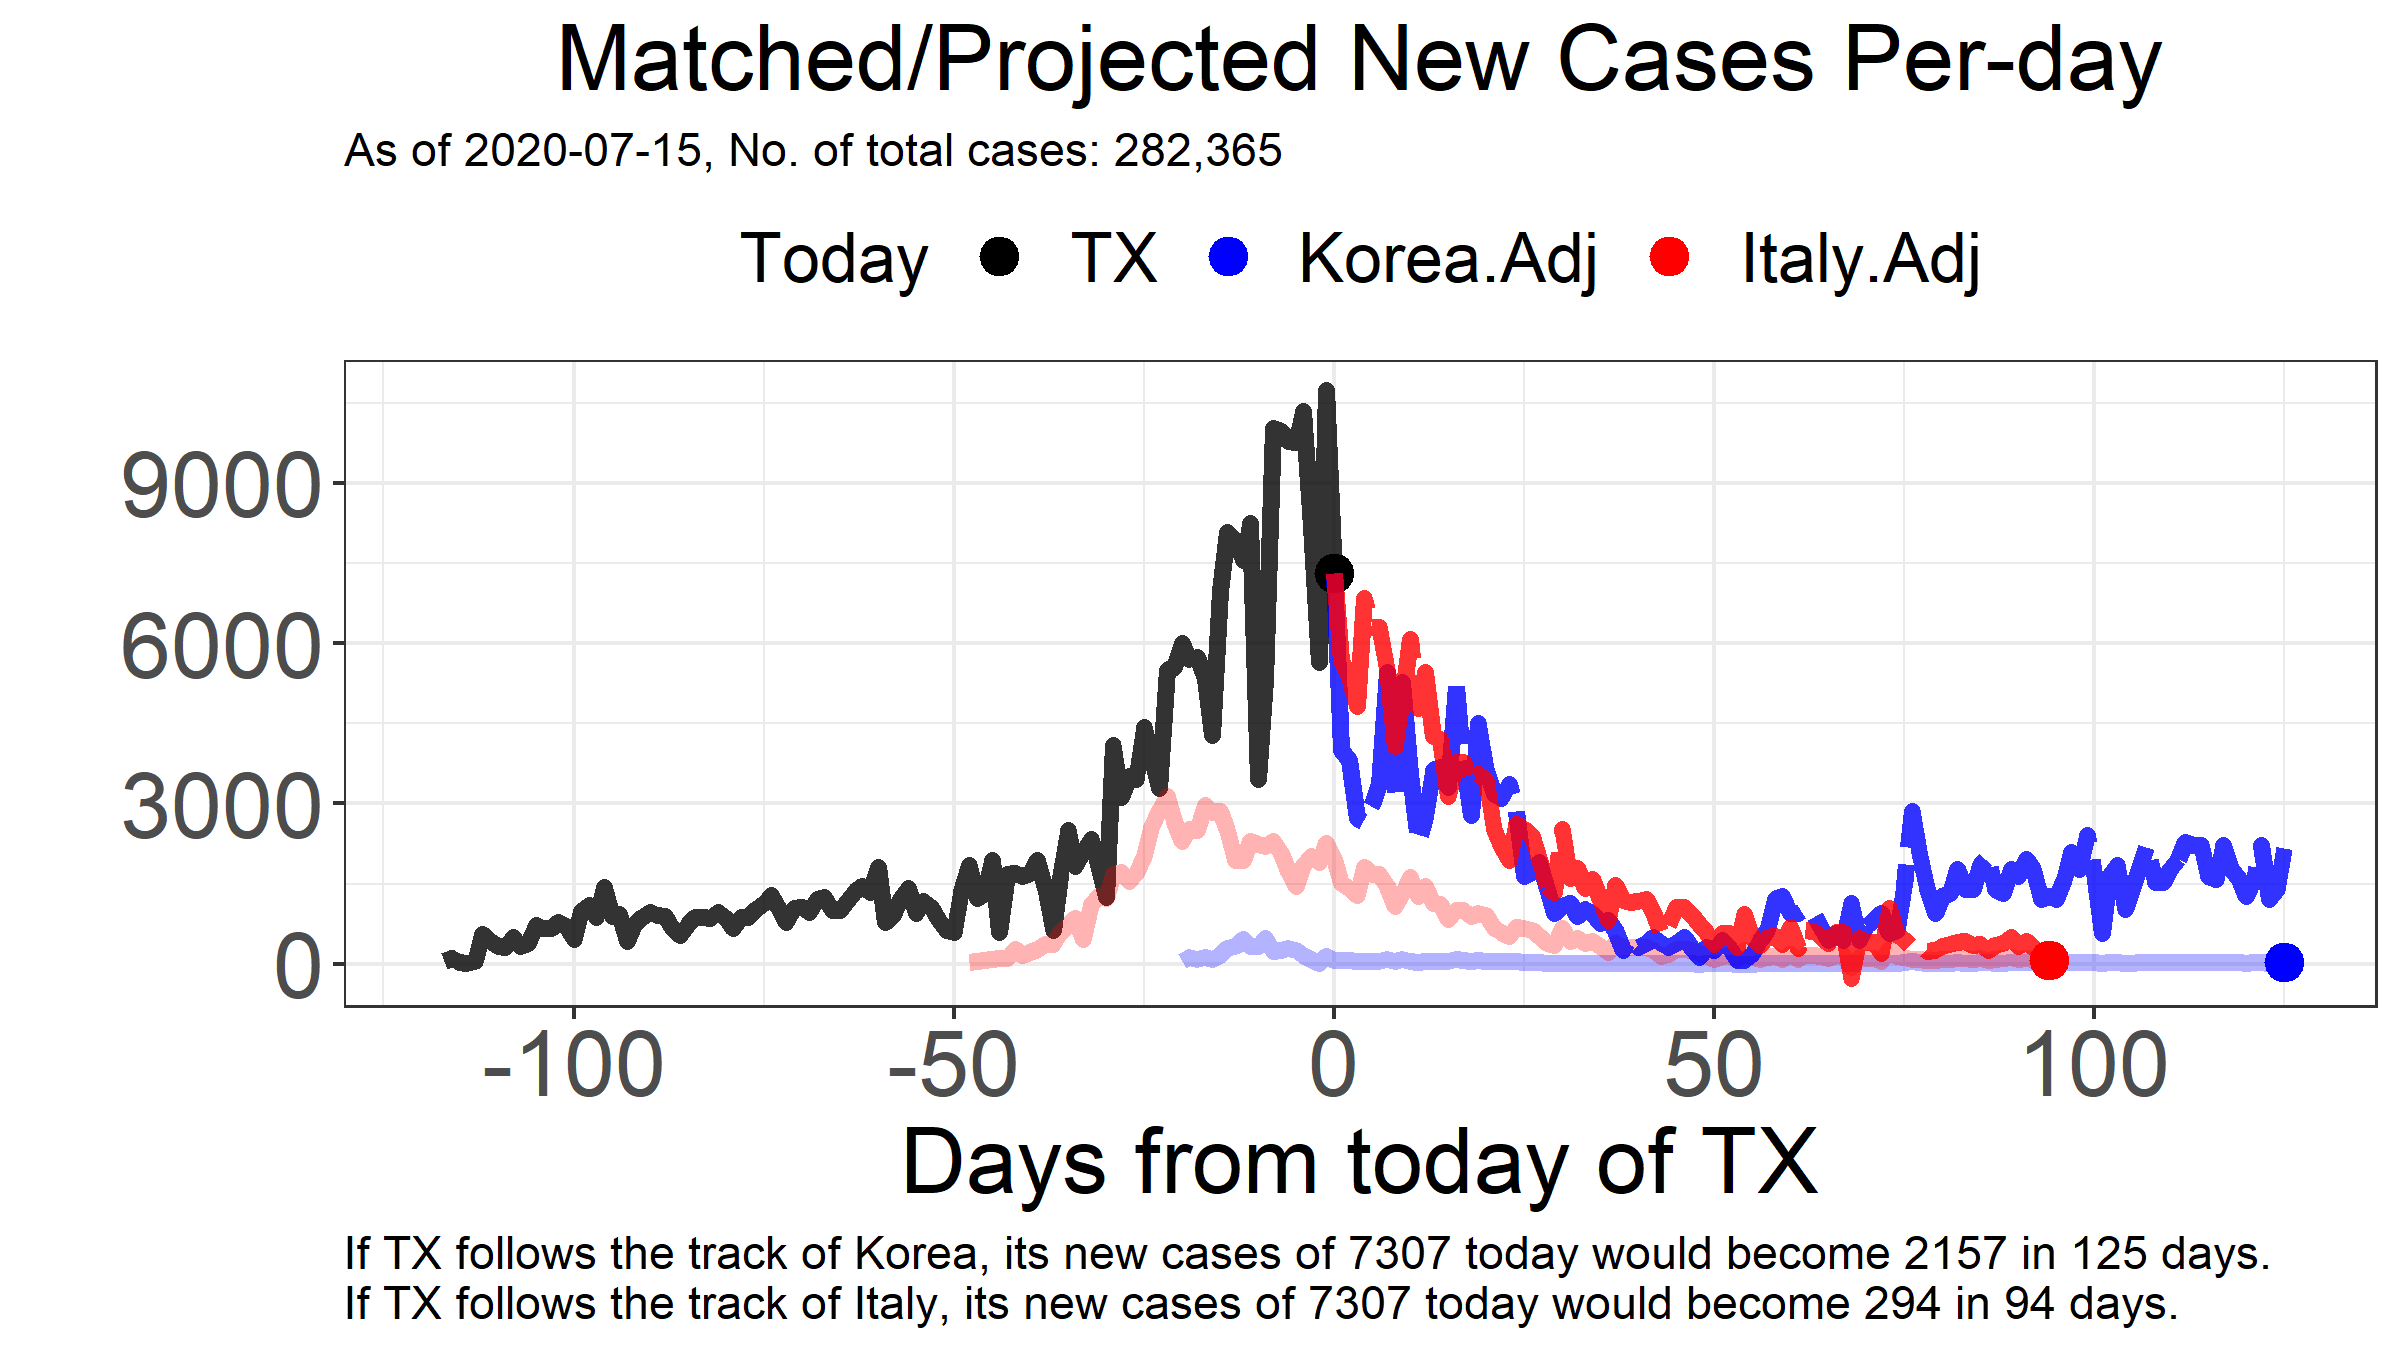 Matched/Projected New Cases Per-day
As of 2020-07-15, No. of total cases: 282,365
Today TX Korea.Adj Italy.Adj
9000
6000
3000
0
-100 -50 0 50 100
Days from today of TX
If TX follows the track of Korea, its new cases of 7307 today would become 2157 in 125 days.
If TX follows the track of Italy, its new cases of 7307 today would become 294 in 94 days.